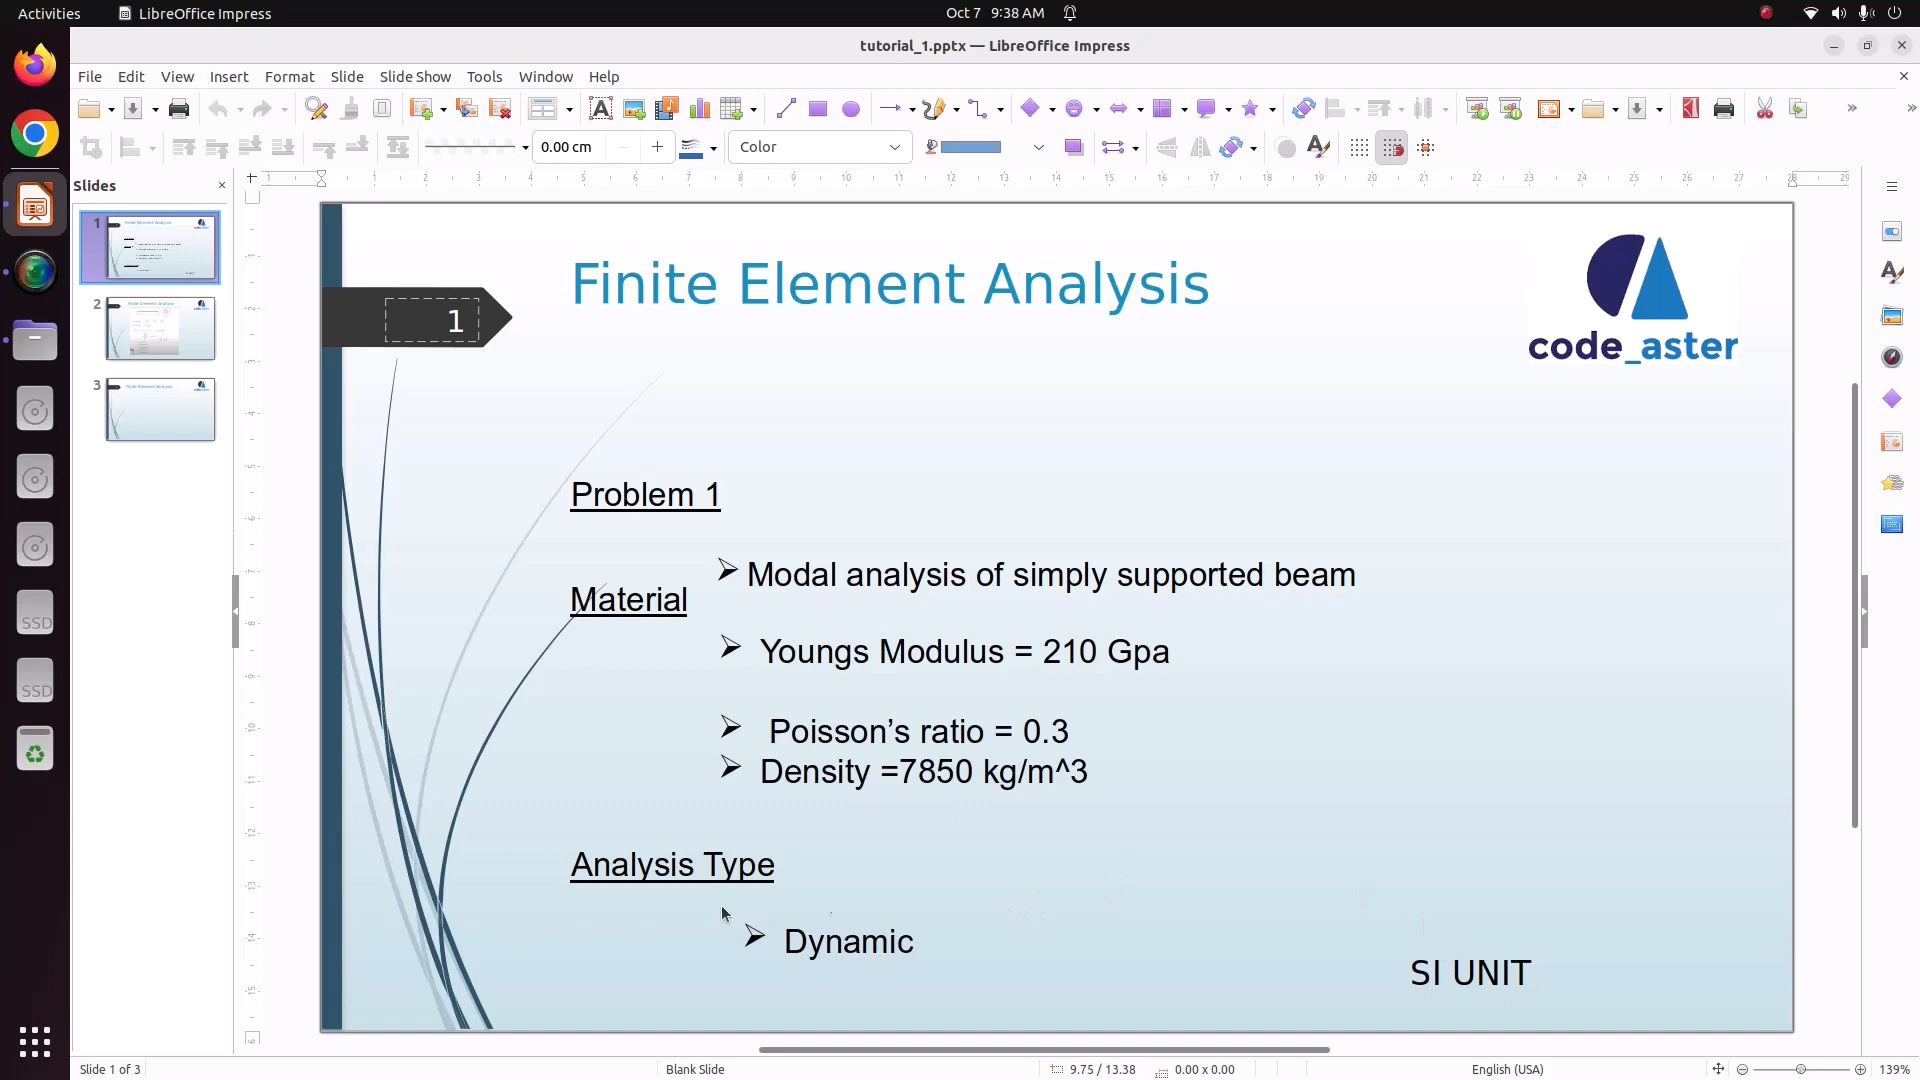 Activities LibreOffice Impress Oct 7 9:38 AM
tutorial_1.pptx — LibreOffice Impress
File Edit View Insert Format Slide Slide Show Tools Window Help
0.00 cm Color
Slides
1
2
3
Finite Element Analysis
1
code_aster
Problem 1
Modal analysis of simply supported beam
Material
Youngs Modulus = 210 Gpa
Poisson’s ratio = 0.3
Density =7850 kg/m^3
Analysis Type
Dynamic
SI UNIT
SSD
SSD
Slide 1 of 3 Blank Slide 9.75 / 13.38 0.00 x 0.00 English (USA) 139%